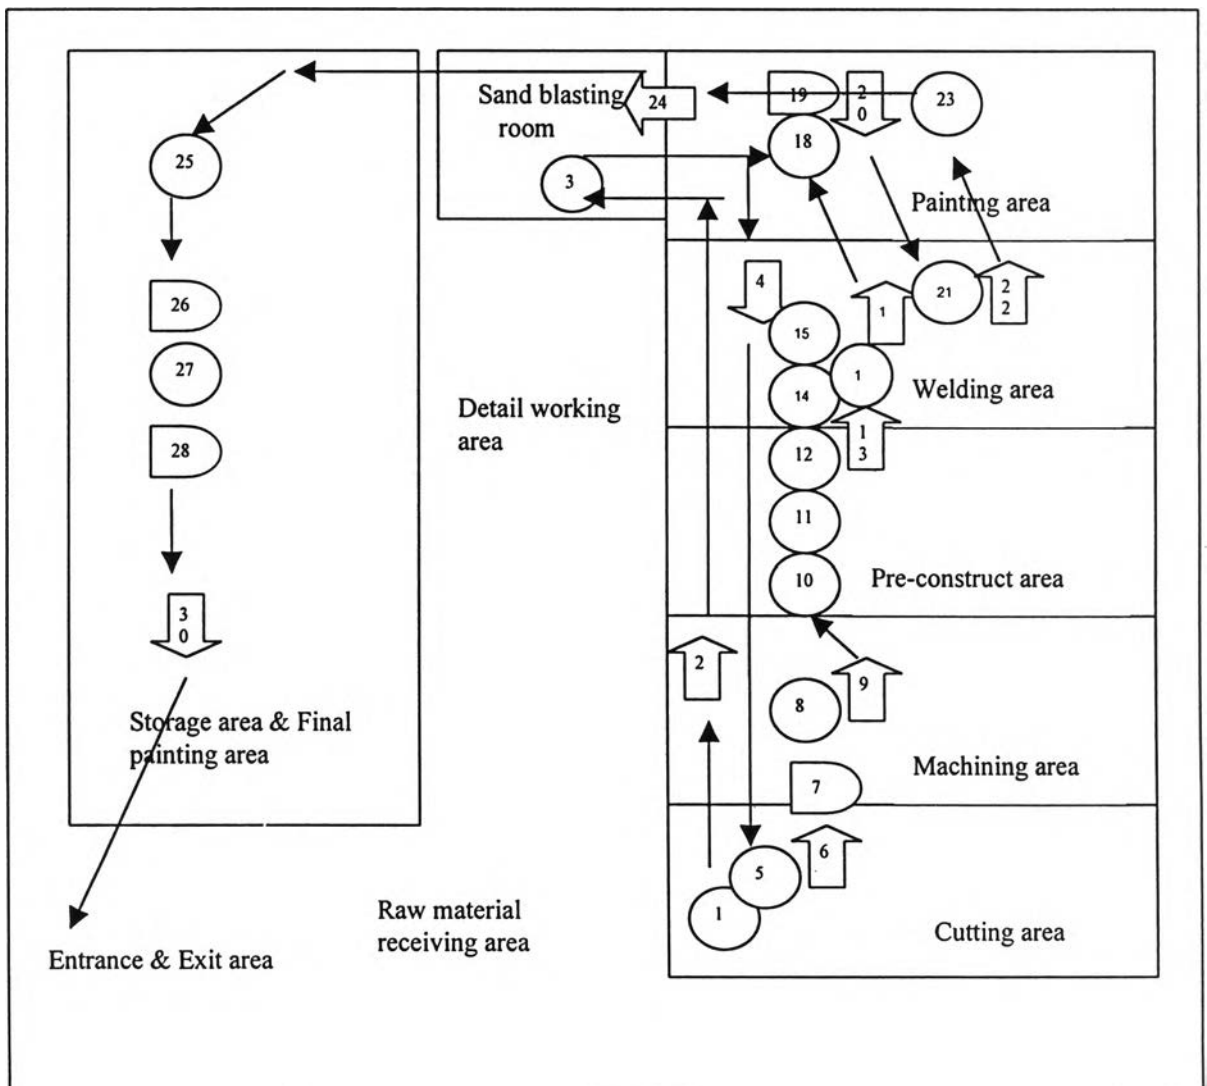 24
19
2
0
23
Sand blasting
room
18
25
3
Painting area
4
21
2
2
26
1
15
27
1
Welding area
14
Detail working
area
1
3
28
12
11
10
Pre-construct area
3
0
2
9
8
Storage area & Final
painting area
Machining area
7
6
5
1
Raw material
receiving area
Cutting area
Entrance & Exit area